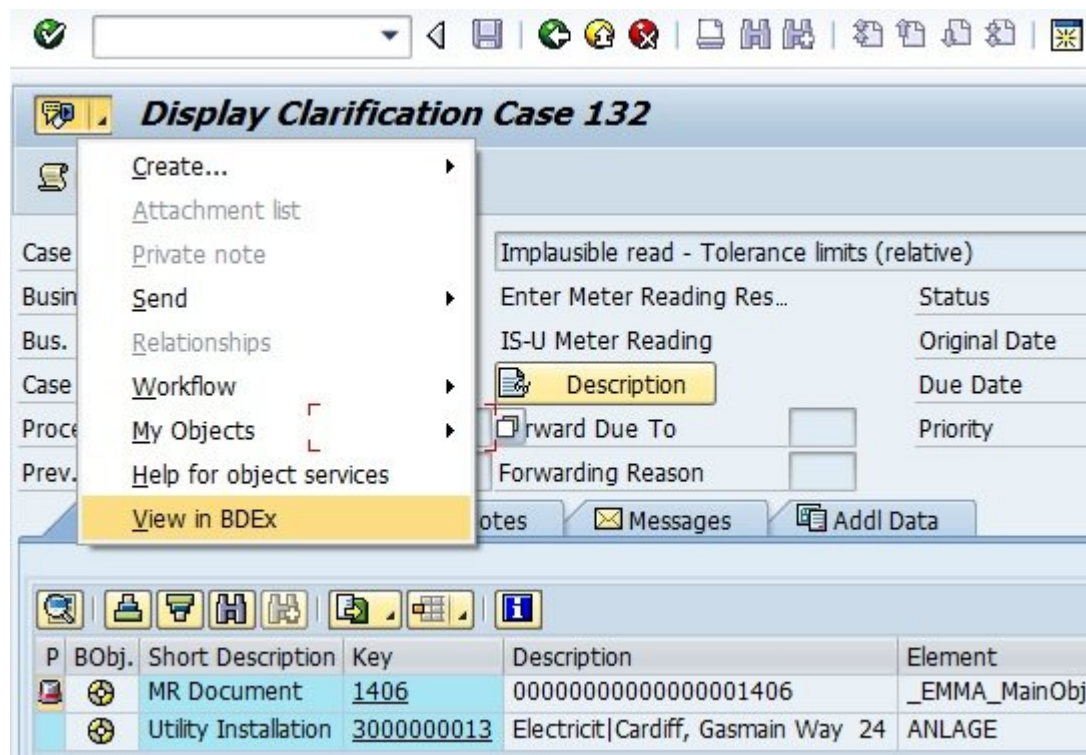 Display Clarification Case 132
Create...
Attachment list
Private note
Send
Relationships
Workflow
My Objects
Help for object services
View in BDEx
Case Implausible read - Tolerance limits (relative)
Busin Enter Meter Reading Res... Status
Bus. IS-U Meter Reading Original Date
Case Description Due Date
Proce rward Due To Priority
Prev. Forwarding Reason
otes Messages Addl Data
P BObj. Short Description Key Description Element
MR Document 1406 00000000000000001406 _EMMA_MainObj
Utility Installation 3000000013 Electricit|Cardiff, Gasmain Way 24 ANLAGE